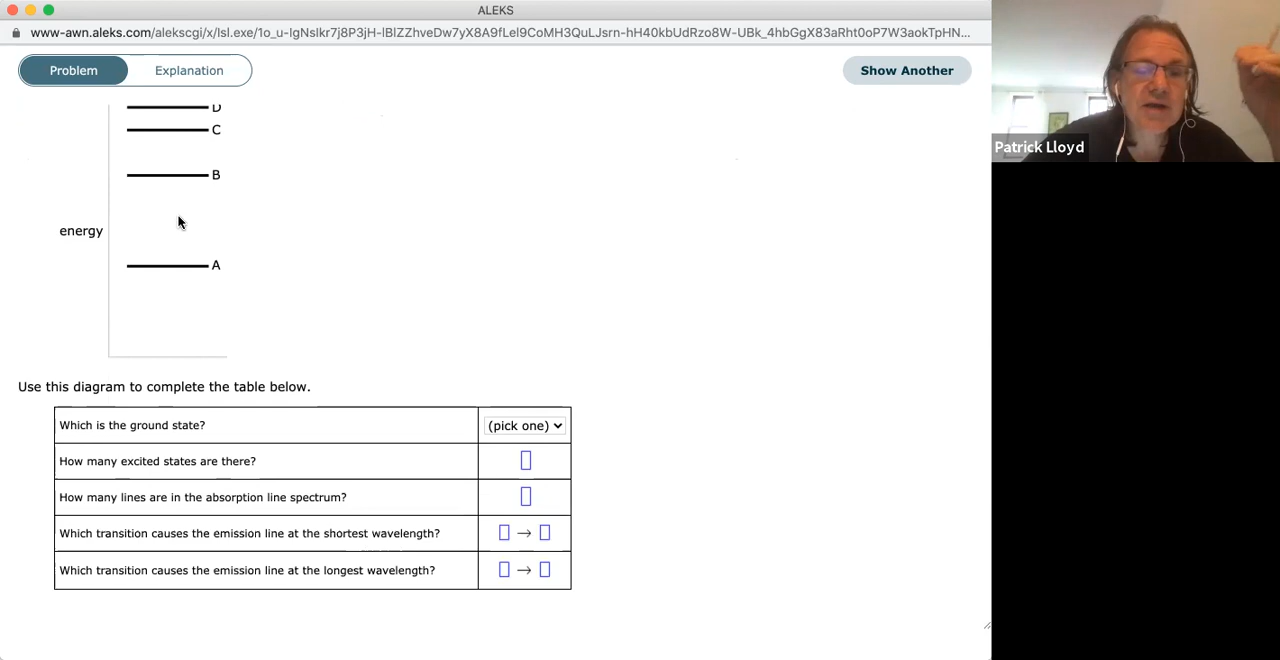 ALEKS
www-awn.aleks.com/alekscgi/x/Isl.exe/1o_u-IgNsIkr7j8P3jH-IBIZZhveDw7yX8A9fLeI9CoMH3QuLJsrn-hH40kbUdRzo8W-UBk_4hbGgX83aRht0oP7W3aokTpHN...
Problem
Explanation
Show Another
Patrick Lloyd
D
C
B
energy
A
Use this diagram to complete the table below.
Which is the ground state? (pick one)
How many excited states are there?
How many lines are in the absorption line spectrum?
Which transition causes the emission line at the shortest wavelength? →
Which transition causes the emission line at the longest wavelength? →